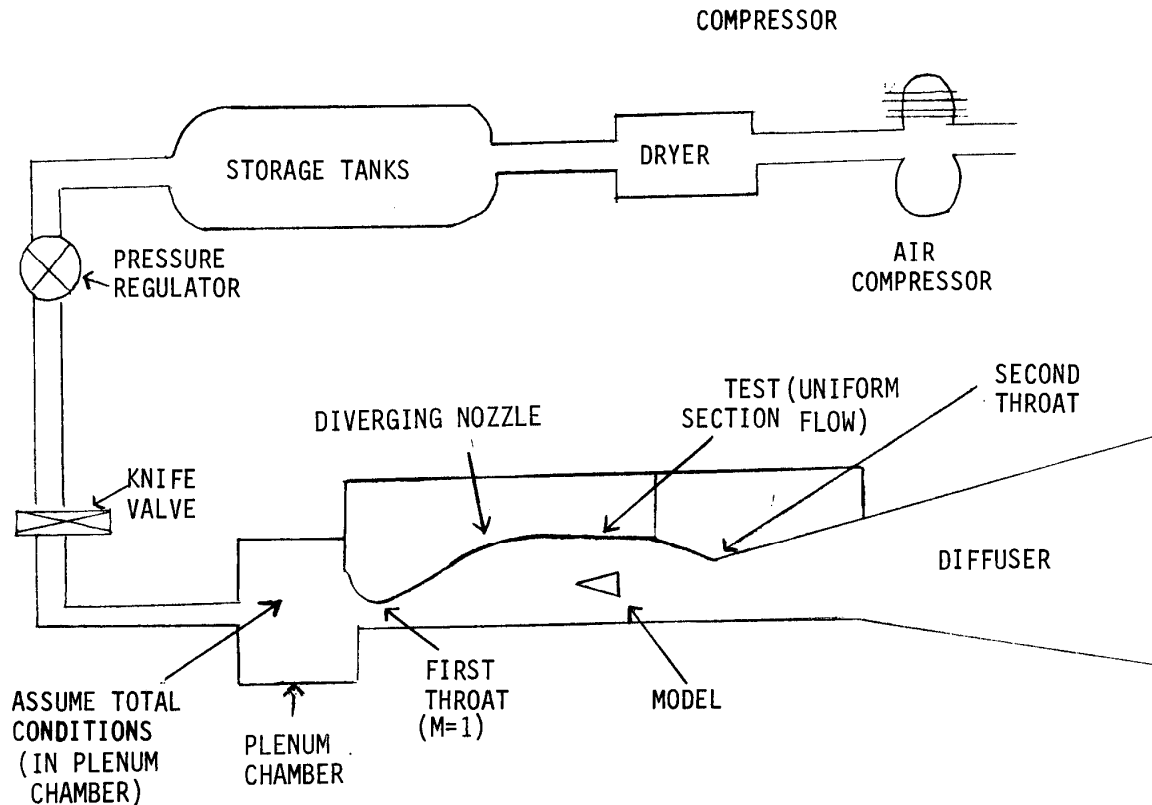 COMPRESSOR
STORAGE TANKS
DRYER
AIR
COMPRESSOR
PRESSURE
REGULATOR
TEST (UNIFORM
SECTION FLOW)
SECOND
THROAT
DIVERGING NOZZLE
KNIFE
VALVE
DIFFUSER
ASSUME TOTAL
CONDITIONS
(IN PLENUM
CHAMBER)
PLENUM
CHAMBER
FIRST
THROAT
(M=1)
MODEL